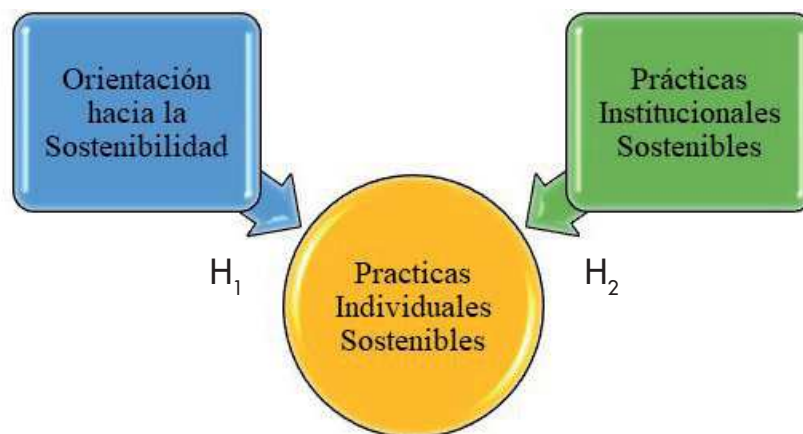 Orientación
hacia la
Sostenibilidad
Prácticas
Institucionales
Sostenibles
H₁
Practicas
Individuales
Sostenibles
H₂